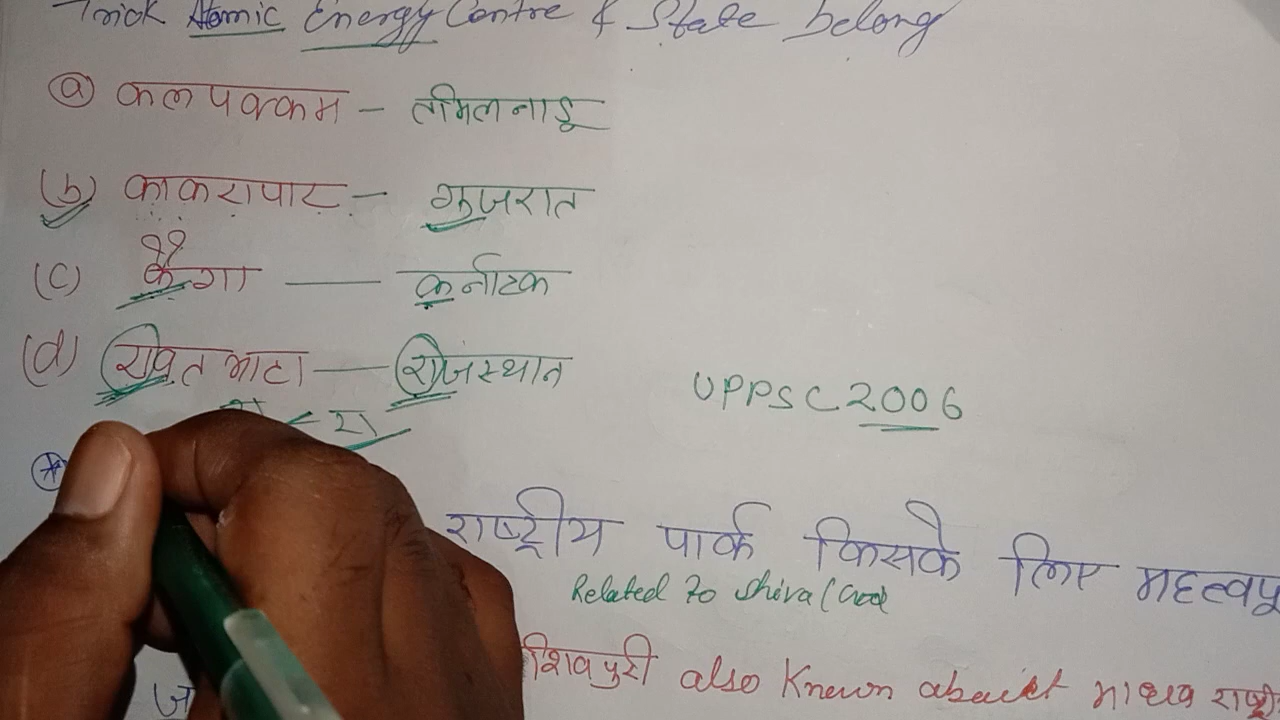 Trick Atomic Energy Centre & State belong
(a) कलपक्कम - तमिलनाडू
(b) काकरापार - गुजरात
(c) कैगा - कर्नाटक
(d) रावतभाटा - राजस्थान
रा < रा
UPPSC 2006
राष्ट्रीय पार्क किसके लिए महत्वपू
Related to Shiva (God
शिवपुरी also Known माधव राष्ट्री